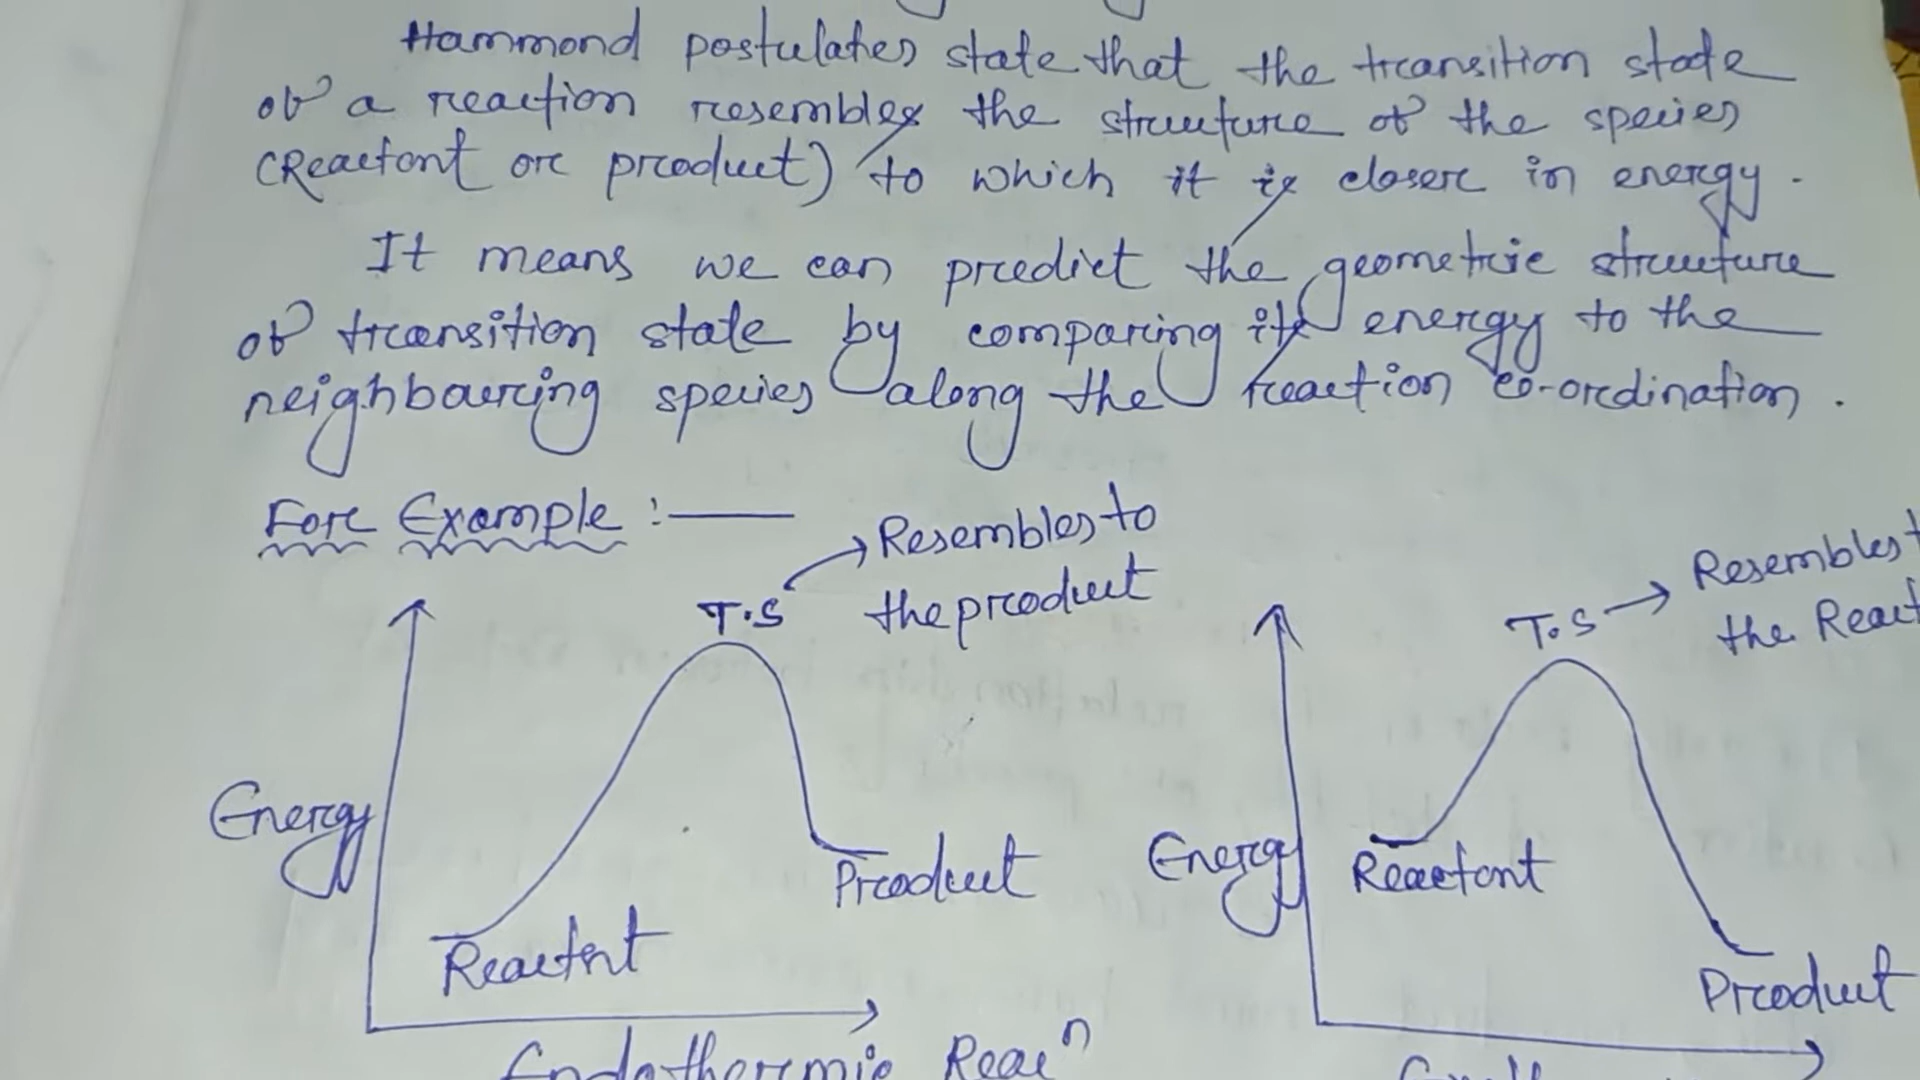 Hammond postulates state that the transition state
of a reaction resembles the structure of the species
(Reactant or product) to which it is closer in energy.
It means we can predict the geometric structure
of transition state by comparing its energy to the
neighbouring species along the reaction co-ordination.
For Example :-
Resembles to
the product
T.S
Energy
Reactant
Product
Endothermic Reacⁿ
Resembles
the
T.S
Energy
Reactant
Product